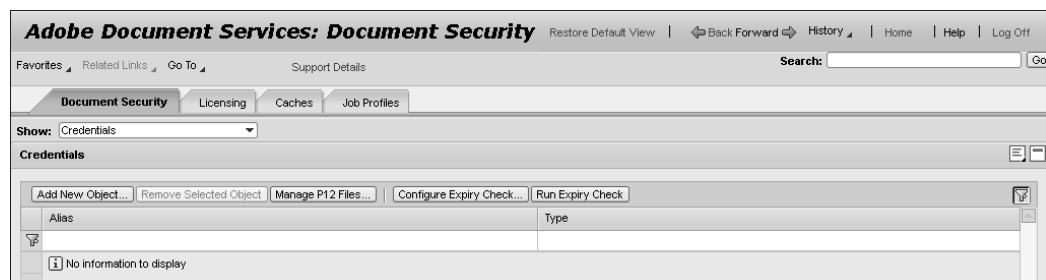 Adobe Document Services: Document Security Restore Default View | Back Forward History | Home | Help | Log Off
Favorites Related Links Go To Support Details Search: Go
Document Security Licensing Caches Job Profiles
Show: Credentials
Credentials
Add New Object... Remove Selected Object Manage P12 Files... | Configure Expiry Check... Run Expiry Check
Alias Type
No information to display